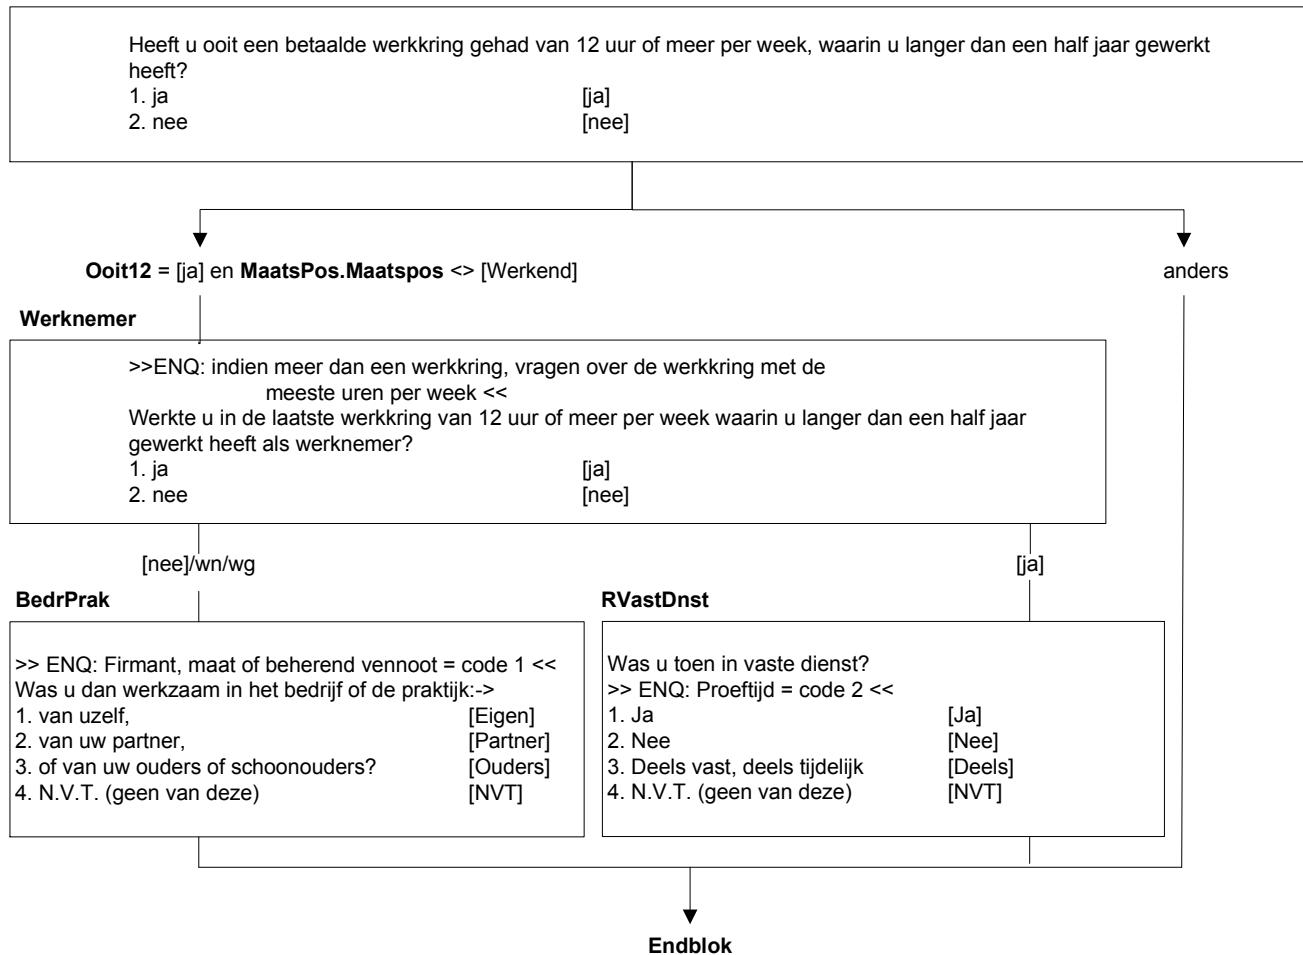 Heeft u ooit een betaalde werkkring gehad van 12 uur of meer per week, waarin u langer dan een half jaar gewerkt
heeft?
1. ja [ja]
2. nee [nee]
Ooit12 = [ja] en MaatsPos.Maatspos <> [Werkend]
anders
Werknemer
>>ENQ: indien meer dan een werkkring, vragen over de werkkring met de
meeste uren per week <<
Werkte u in de laatste werkkring van 12 uur of meer per week waarin u langer dan een half jaar
gewerkt heeft als werknemer?
1. ja [ja]
2. nee [nee]
[nee]/wn/wg
[ja]
BedrPrak
>> ENQ: Firmant, maat of beherend vennoot = code 1 <<
Was u dan werkzaam in het bedrijf of de praktijk:->
1. van uzelf, [Eigen]
2. van uw partner, [Partner]
3. of van uw ouders of schoonouders? [Ouders]
4. N.V.T. (geen van deze) [NVT]
RVastDnst
Was u toen in vaste dienst?
>> ENQ: Proeftijd = code 2 <<
1. Ja [Ja]
2. Nee [Nee]
3. Deels vast, deels tijdelijk [Deels]
4. N.V.T. (geen van deze) [NVT]
Endblok